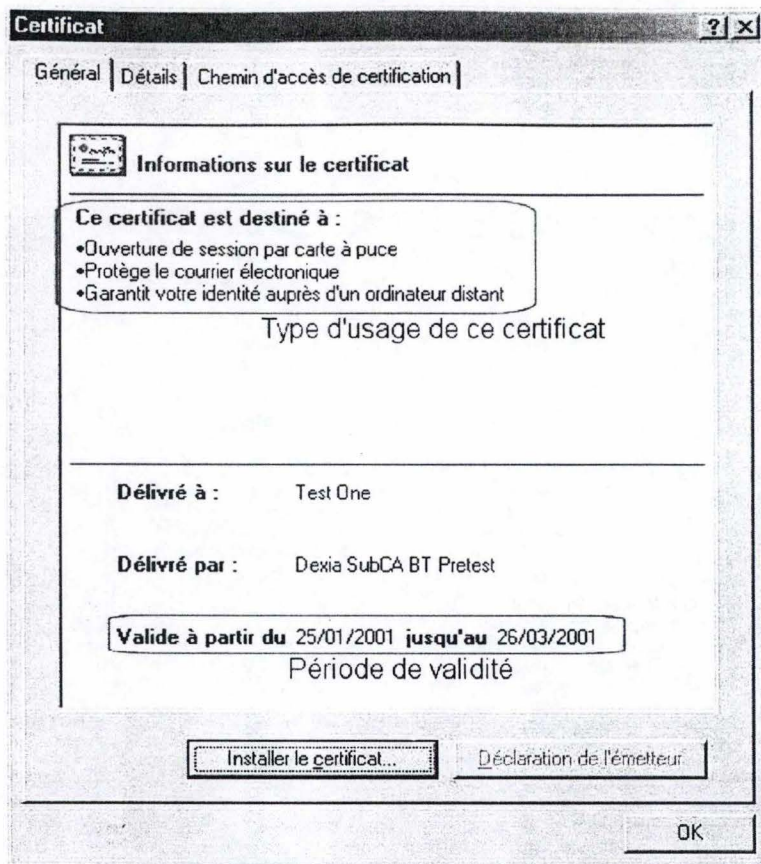 Certificat
Général Détails Chemin d'accès de certification
Informations sur le certificat
Ce certificat est destiné à :
•Ouverture de session par carte à puce
•Protège le courrier électronique
•Garantit votre identité auprès d'un ordinateur distant
Type d'usage de ce certificat
Délivré à : Test One
Délivré par : Dexia SubCA BT Pretest
Valide à partir du 25/01/2001 jusqu'au 26/03/2001
Période de validité
Installer le certificat... Déclaration de l'émetteur
OK